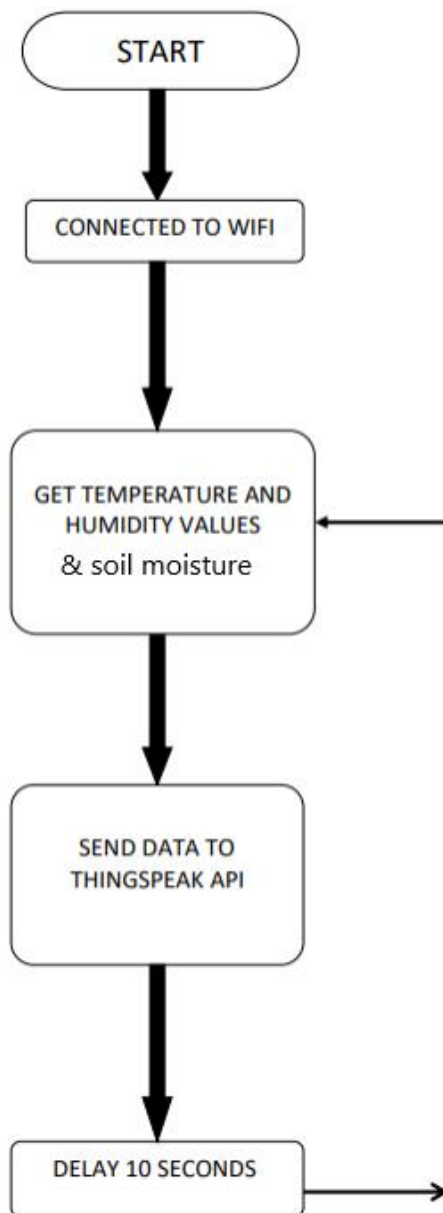 START
CONNECTED TO WIFI
GET TEMPERATURE AND
HUMIDITY VALUES
& soil moisture
SEND DATA TO
THINGSPEAK API
DELAY 10 SECONDS